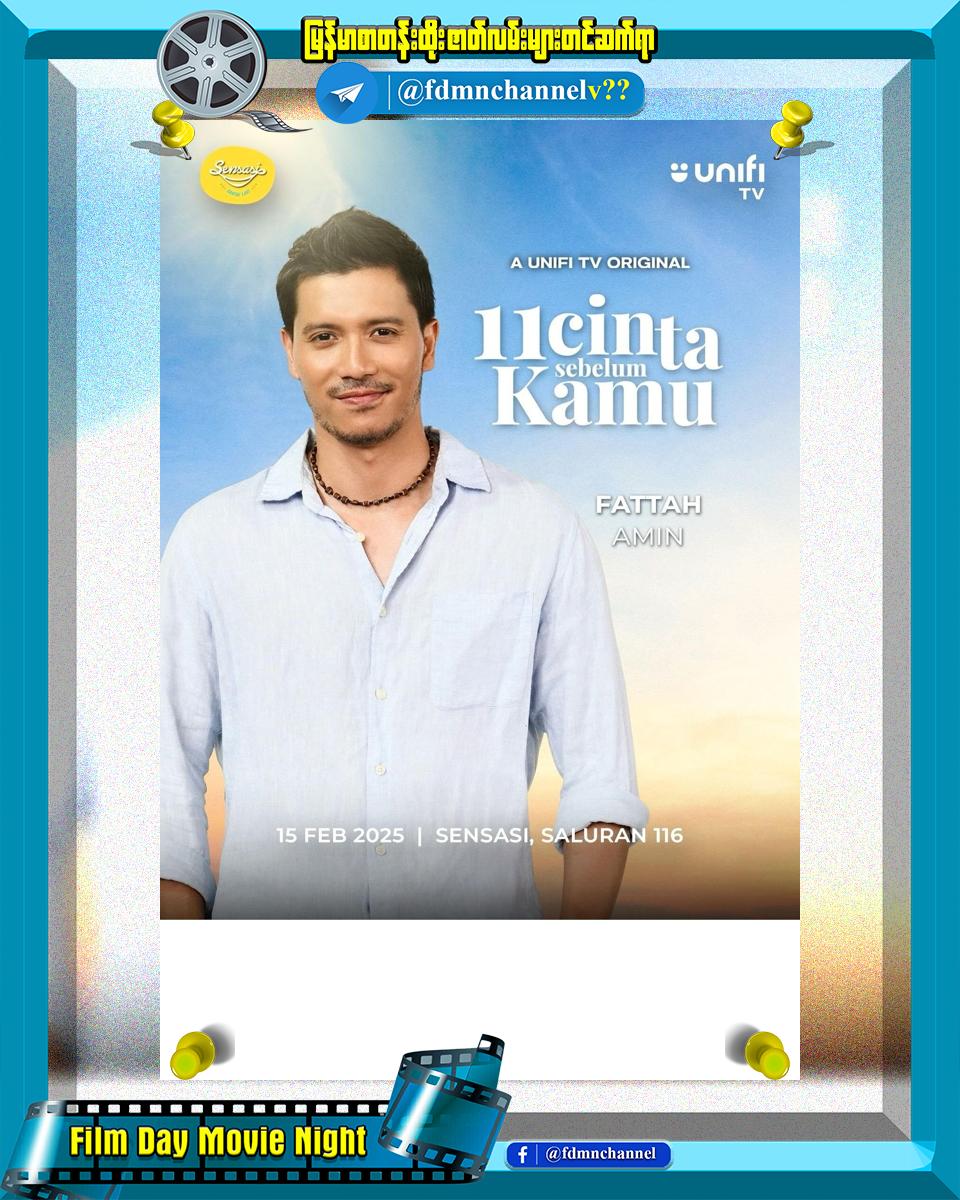 မြန်မာစာတန်းထိုးဇာတ်လမ်းများတင်ဆက်ရာ
@fdmnchannelv??
Sensasi
unifi
TV
A UNIFI TV ORIGINAL
11cinta
sebelum
Kamu
FATTAH
AMIN
15 FEB 2025 | SENSASI, SALURAN 116
Film Day Movie Night
f @fdmnchannel